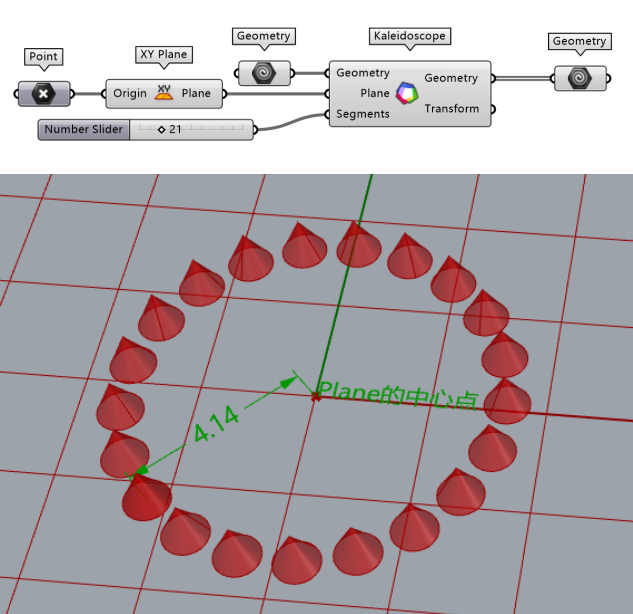 Point
XY Plane
Geometry
Kaleidoscope
Geometry
Origin
XY
Plane
Geometry
Plane
Segments
Geometry
Transform
Number Slider
21
Plane的中心点
4.14